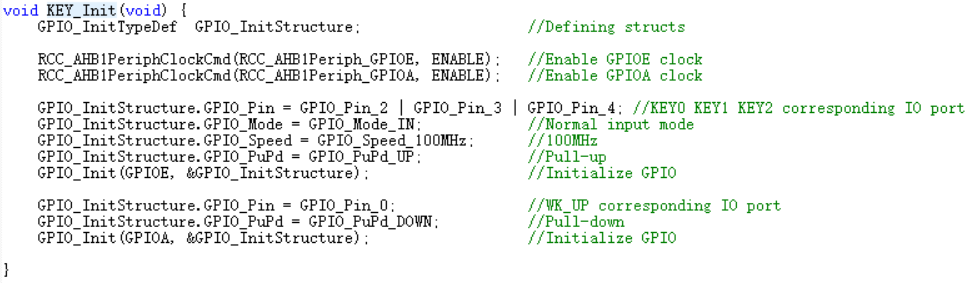 void KEY_Init(void) {
    GPIO_InitTypeDef  GPIO_InitStructure;                    //Defining structs
    RCC_AHB1PeriphClockCmd(RCC_AHB1Periph_GPIOE, ENABLE);    //Enable GPIOE clock
    RCC_AHB1PeriphClockCmd(RCC_AHB1Periph_GPIOA, ENABLE);    //Enable GPIOA clock
    GPIO_InitStructure.GPIO_Pin = GPIO_Pin_2 | GPIO_Pin_3 | GPIO_Pin_4; //KEY0 KEY1 KEY2 corresponding IO port
    GPIO_InitStructure.GPIO_Mode = GPIO_Mode_IN;             //Normal input mode
    GPIO_InitStructure.GPIO_Speed = GPIO_Speed_100MHz;       //100MHz
    GPIO_InitStructure.GPIO_PuPd = GPIO_PuPd_UP;             //Pull-up
    GPIO_Init(GPIOE, &GPIO_InitStructure);                   //Initialize GPIO
    GPIO_InitStructure.GPIO_Pin = GPIO_Pin_0;                //WK_UP corresponding IO port
    GPIO_InitStructure.GPIO_PuPd = GPIO_PuPd_DOWN;           //Pull-down
    GPIO_Init(GPIOA, &GPIO_InitStructure);                   //Initialize GPIO
}